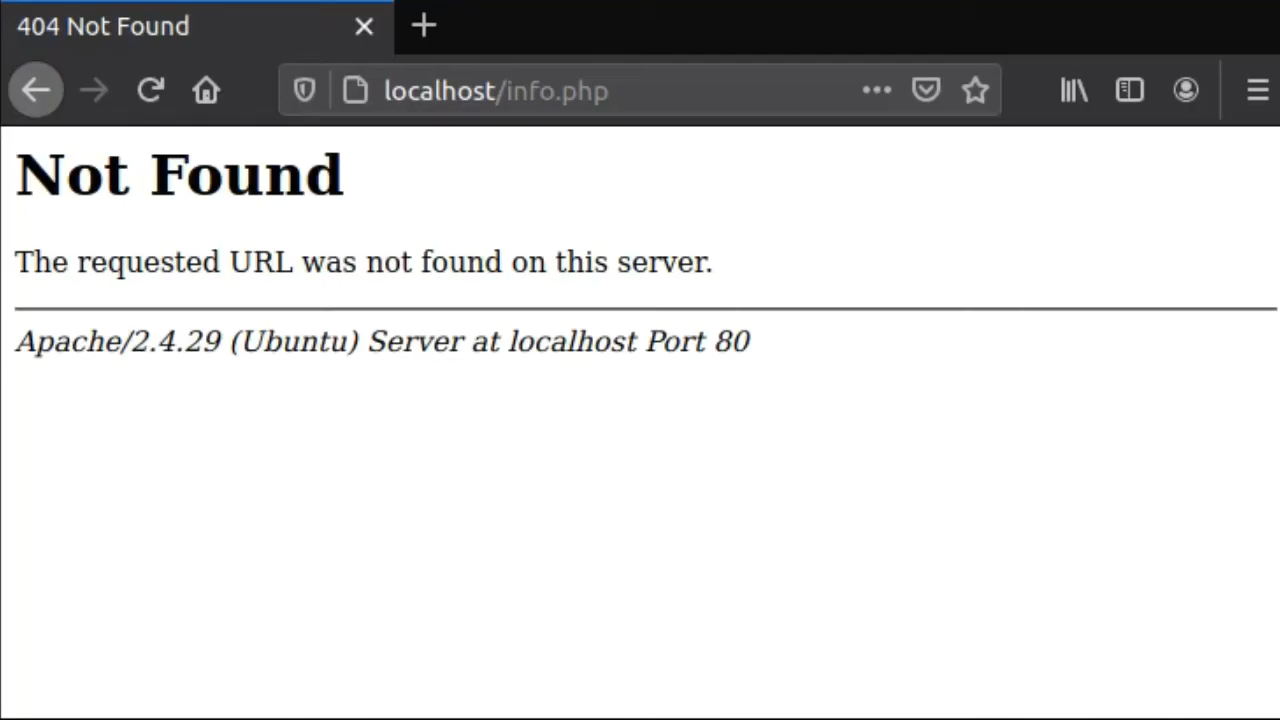 404 Not Found
localhost/info.php
Not Found
The requested URL was not found on this server.
Apache/2.4.29 (Ubuntu) Server at localhost Port 80